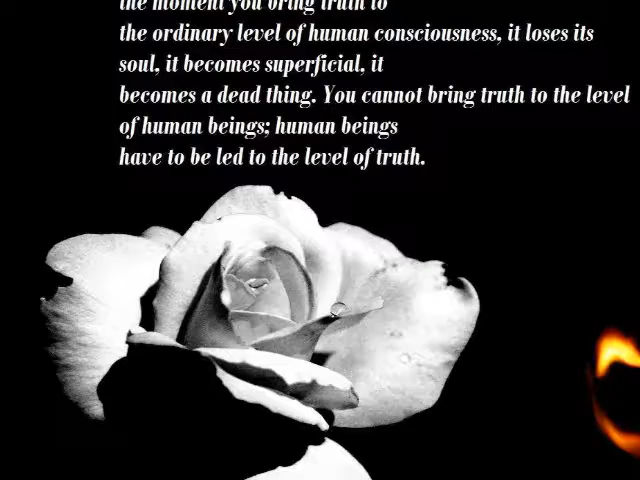 the moment you bring truth to
the ordinary level of human consciousness, it loses its
soul, it becomes superficial, it
becomes a dead thing. You cannot bring truth to the level
of human beings; human beings
have to be led to the level of truth.